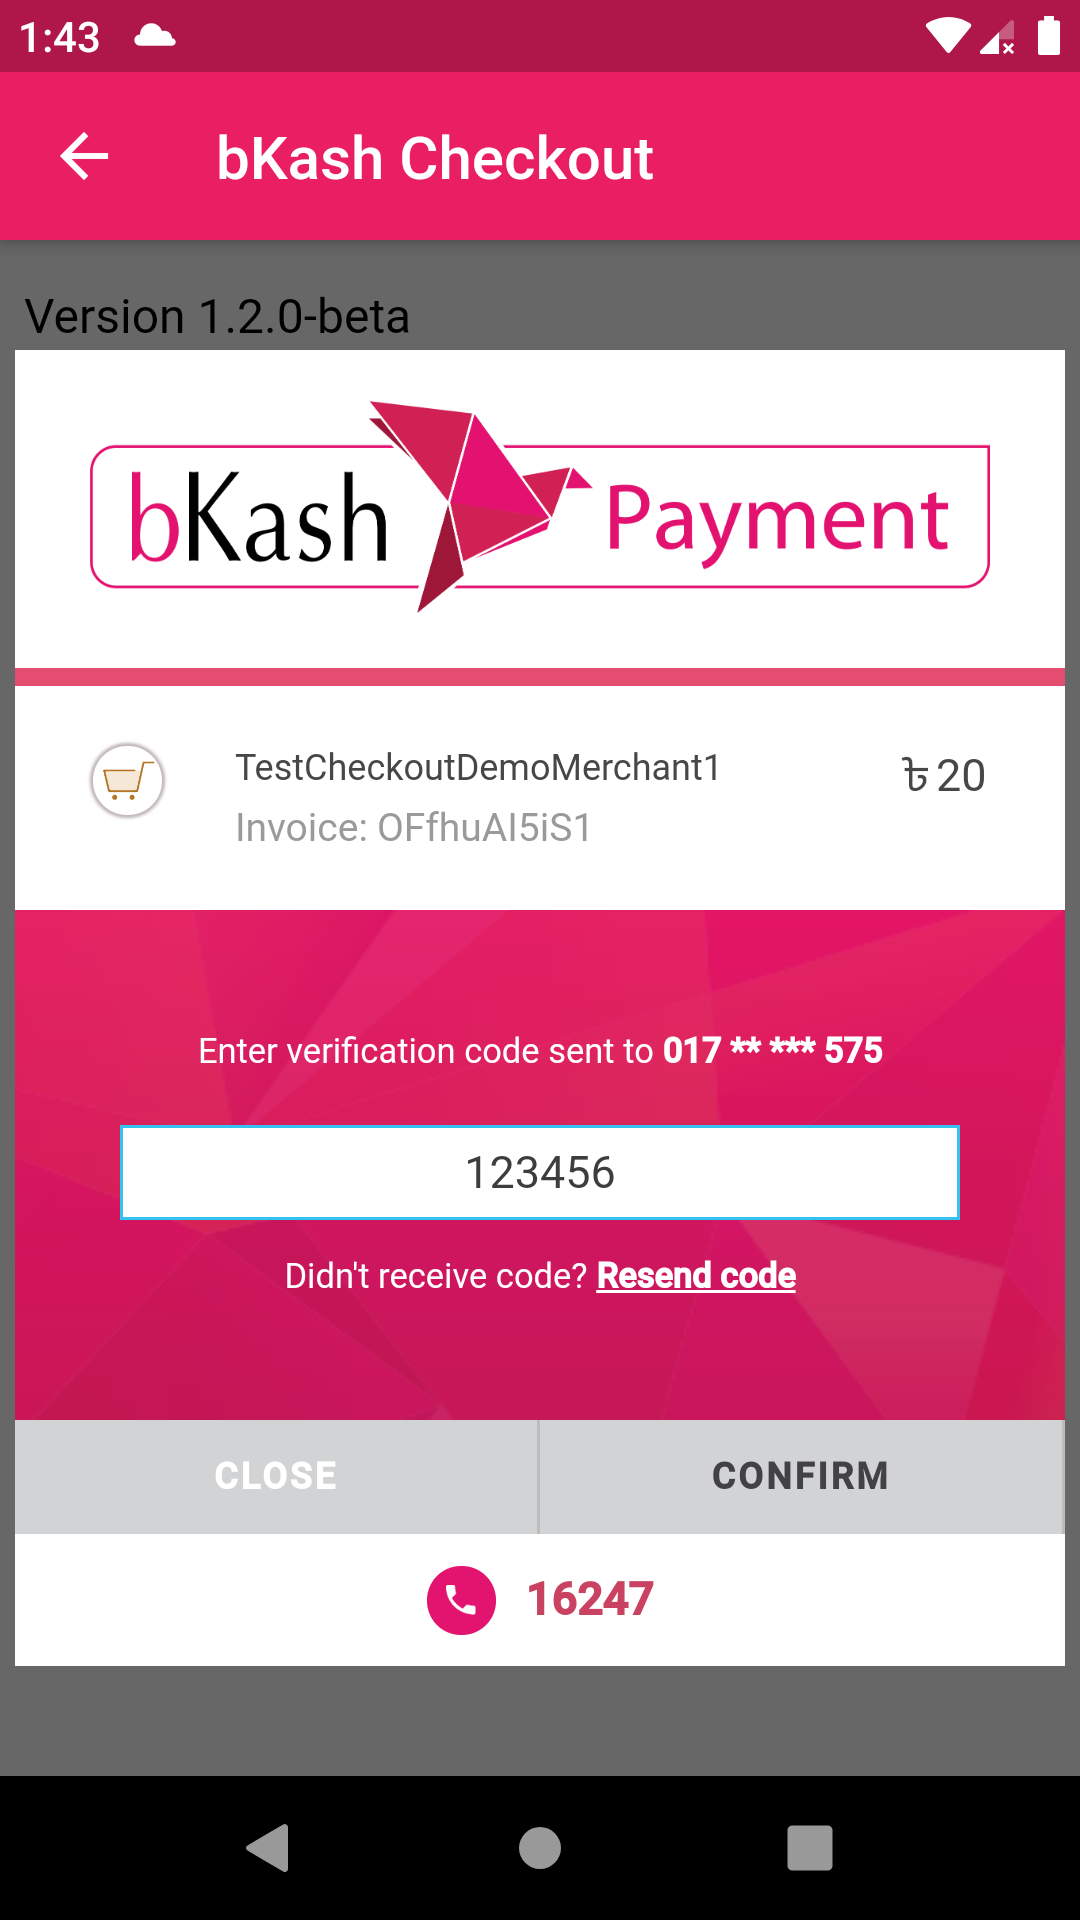 1:43
bKash Checkout
Version 1.2.0-beta
bKash Payment
TestCheckoutDemoMerchant1
৳ 20
Invoice: OFfhuAI5iS1
Enter verification code sent to 017 ** *** 575
123456
Didn't receive code? Resend code
CLOSE
CONFIRM
16247